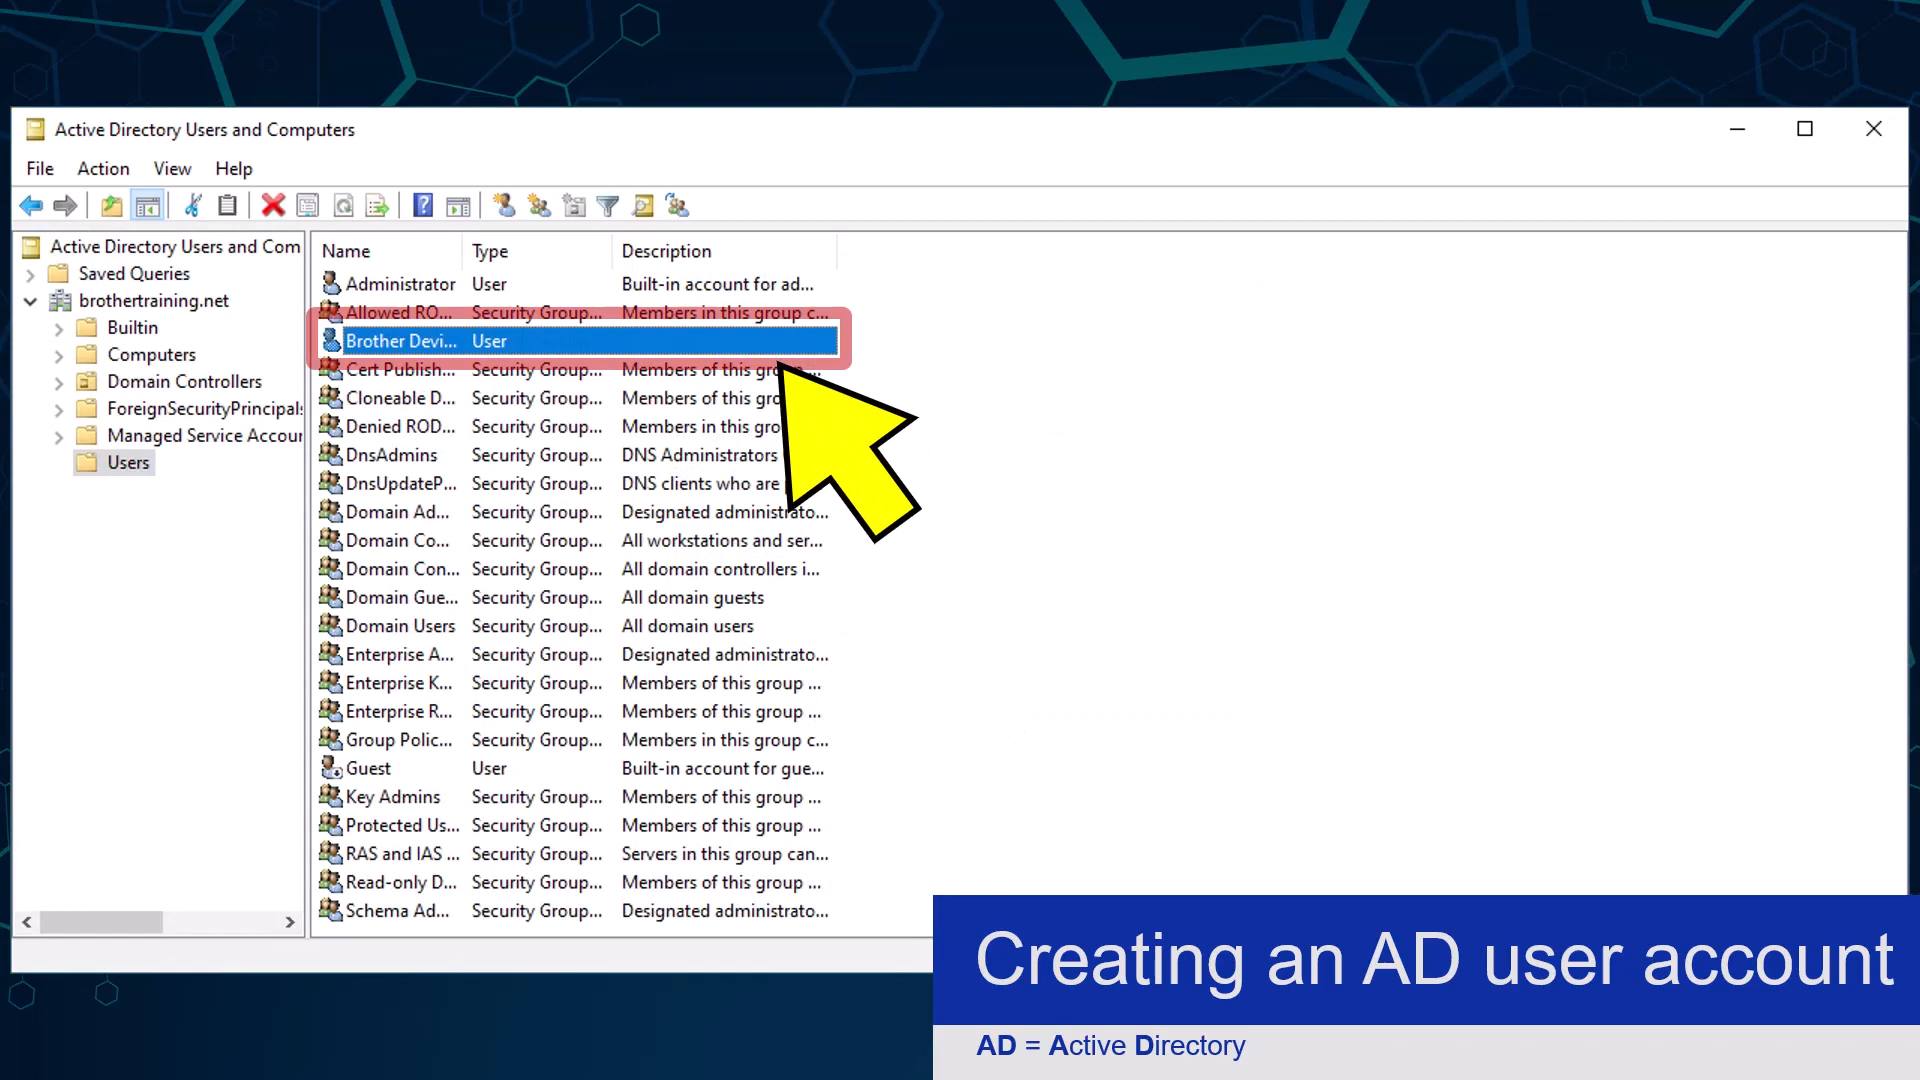 Active Directory Users and Computers
File Action View Help
Active Directory Users and Com
Saved Queries
brothertraining.net
Builtin
Computers
Domain Controllers
ForeignSecurityPrincipals
Managed Service Accour
Users
Name Type Description
Administrator User Built-in account for ad...
Allowed RO... Security Group... Members in this group c...
Brother Devi... User
Cert Publish... Security Group... Members of this group ...
Cloneable D... Security Group... Members of this gro
Denied ROD... Security Group... Members in this gro
DnsAdmins Security Group... DNS Administrators
DnsUpdateP... Security Group... DNS clients who are
Domain Ad... Security Group... Designated administrato...
Domain Co... Security Group... All workstations and ser...
Domain Con... Security Group... All domain controllers i...
Domain Gue... Security Group... All domain guests
Domain Users Security Group... All domain users
Enterprise A... Security Group... Designated administrato...
Enterprise K... Security Group... Members of this group ...
Enterprise R... Security Group... Members of this group ...
Group Polic... Security Group... Members in this group c...
Guest User Built-in account for gue...
Key Admins Security Group... Members of this group ...
Protected Us... Security Group... Members of this group ...
RAS and IAS ... Security Group... Servers in this group can...
Read-only D... Security Group... Members of this group ...
Schema Ad... Security Group... Designated administrato...
Creating an AD user account
AD = Active Directory